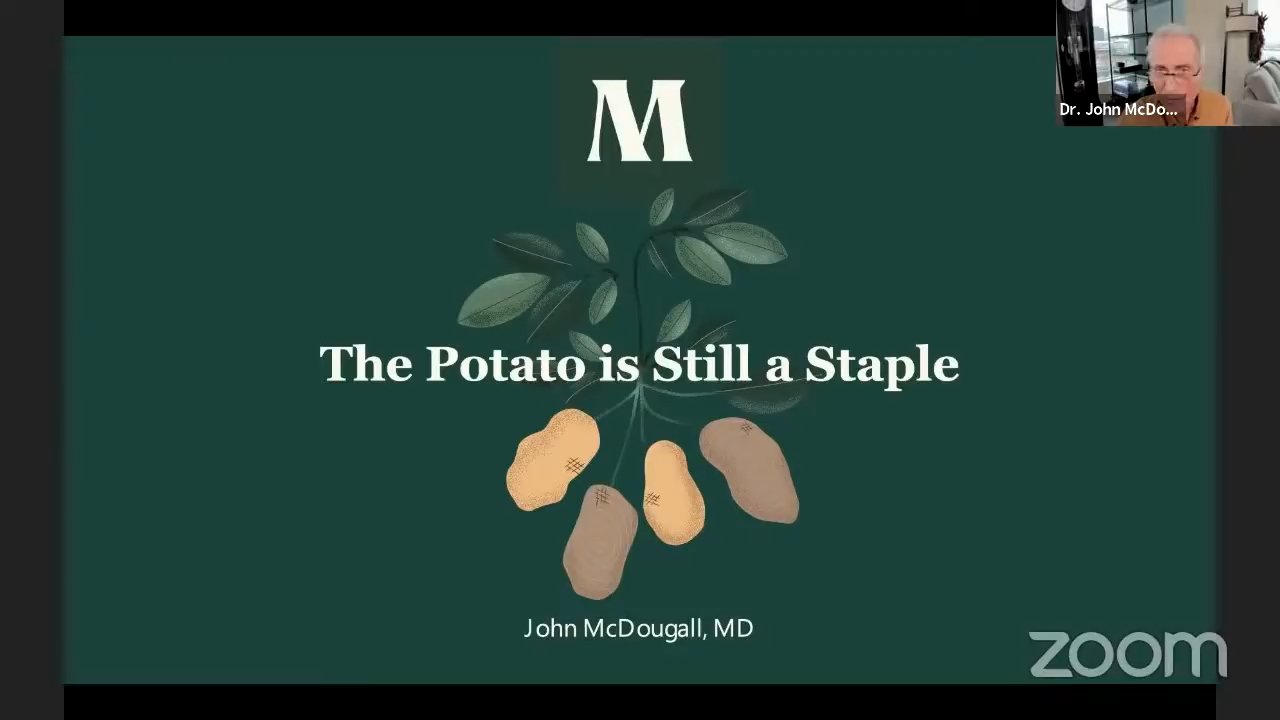 Dr. John McDo...
M
The Potato is Still a Staple
John McDougall, MD
zoom